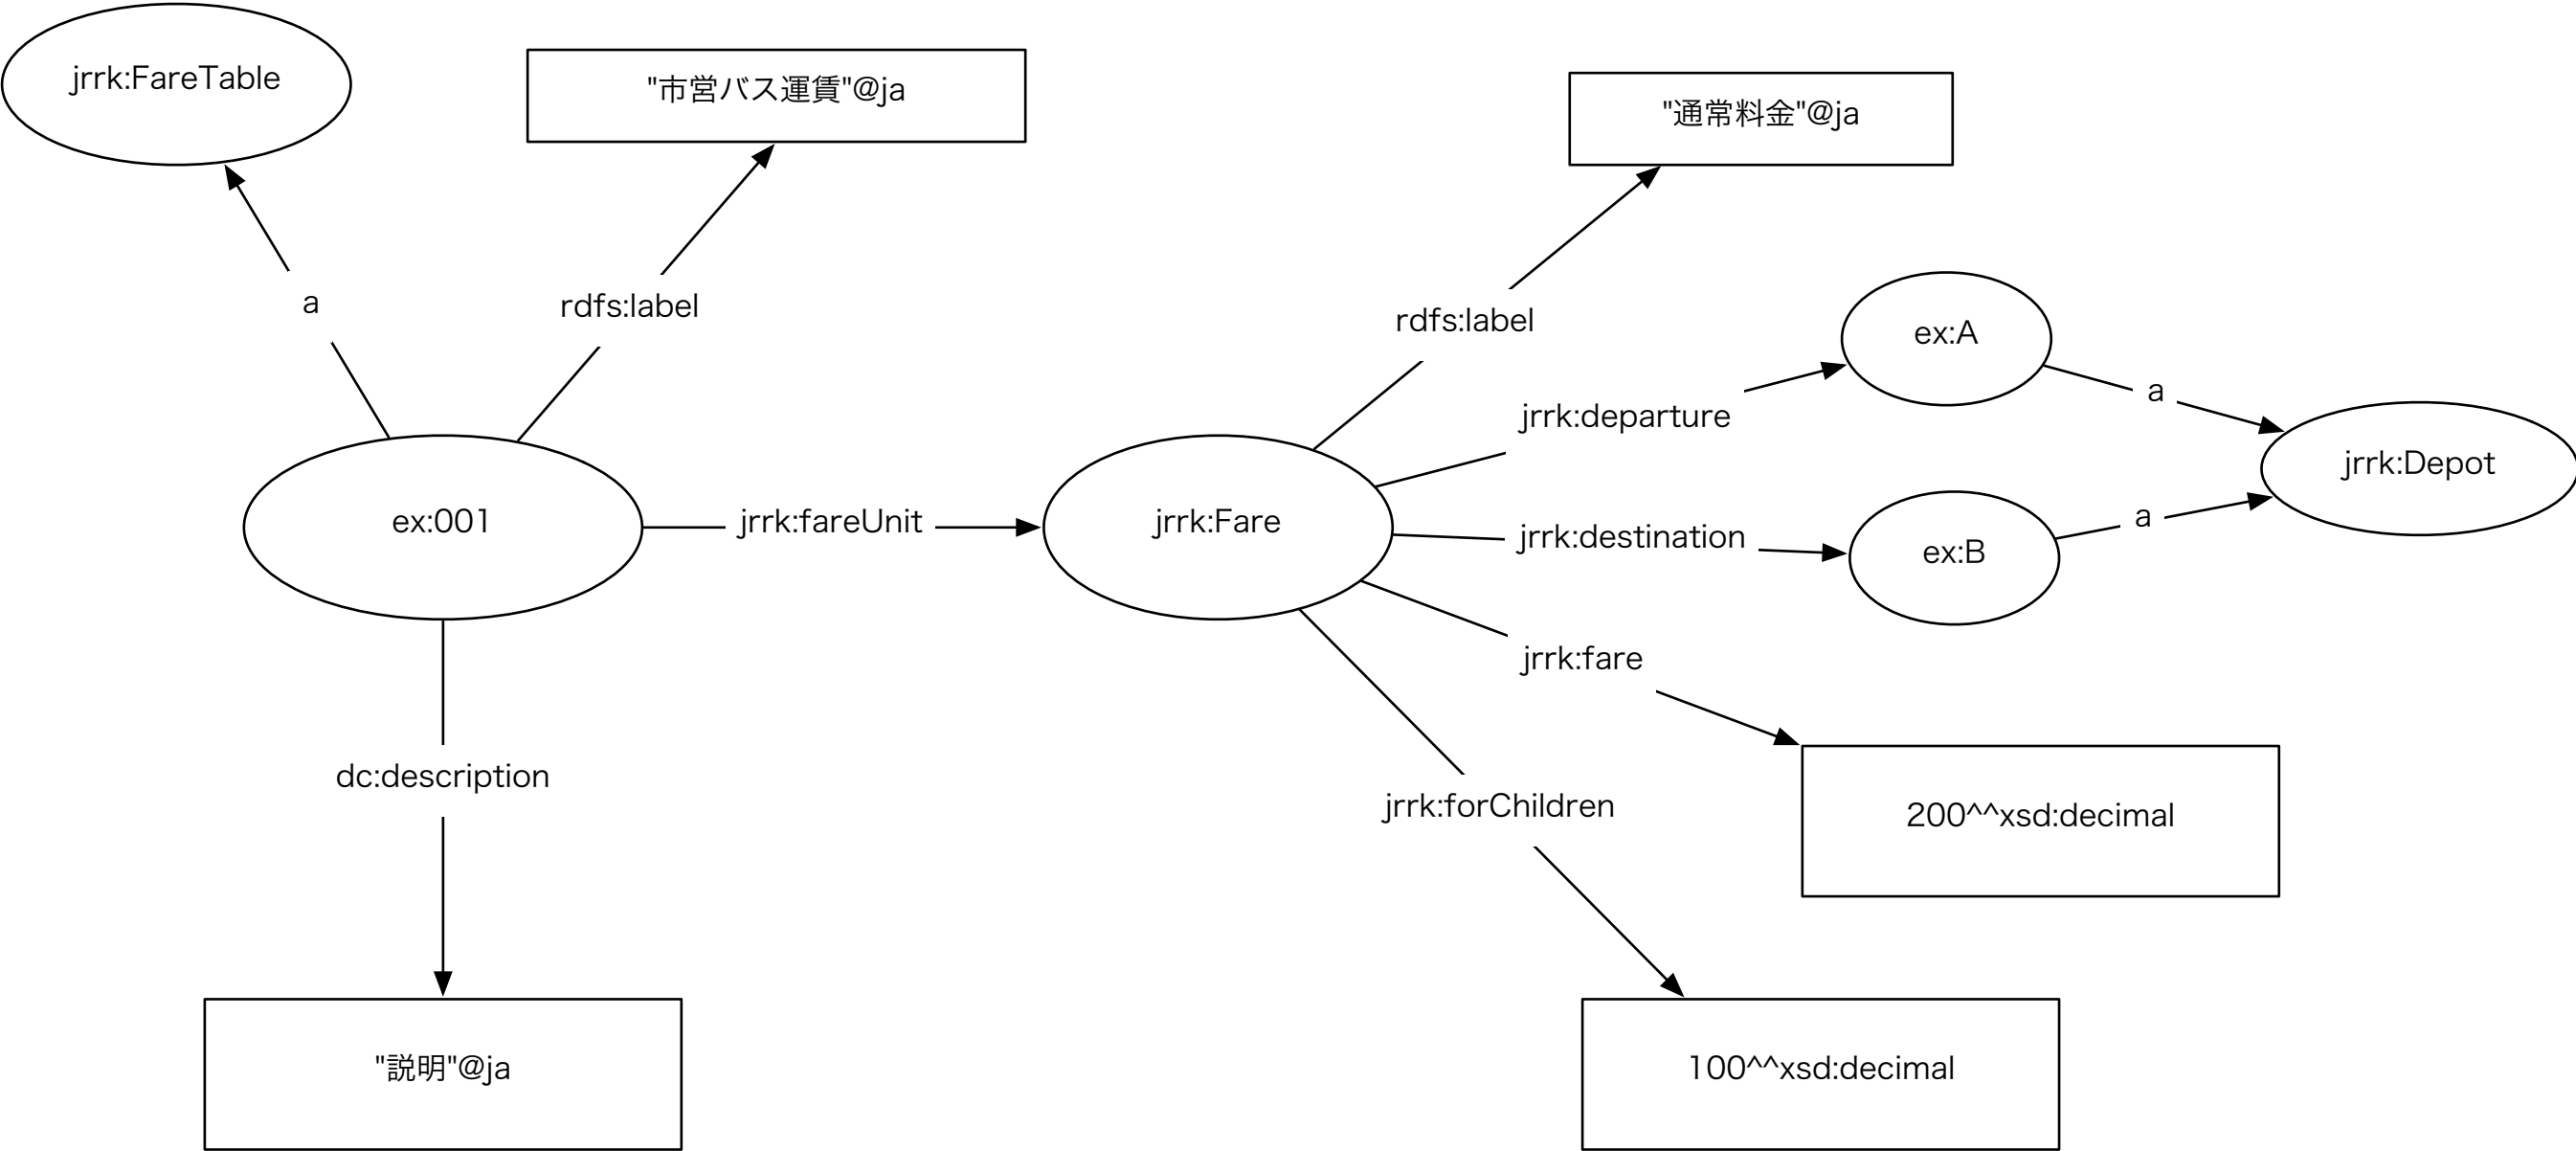 jrrk:FareTable
"市営バス運賃"@ja
"通常料金"@ja
a
rdfs:label
rdfs:label
ex:A
jrrk:departure
a
jrrk:Depot
ex:001
jrrk:fareUnit
jrrk:Fare
jrrk:destination
ex:B
a
jrrk:fare
dc:description
jrrk:forChildren
200^^xsd:decimal
"説明"@ja
100^^xsd:decimal